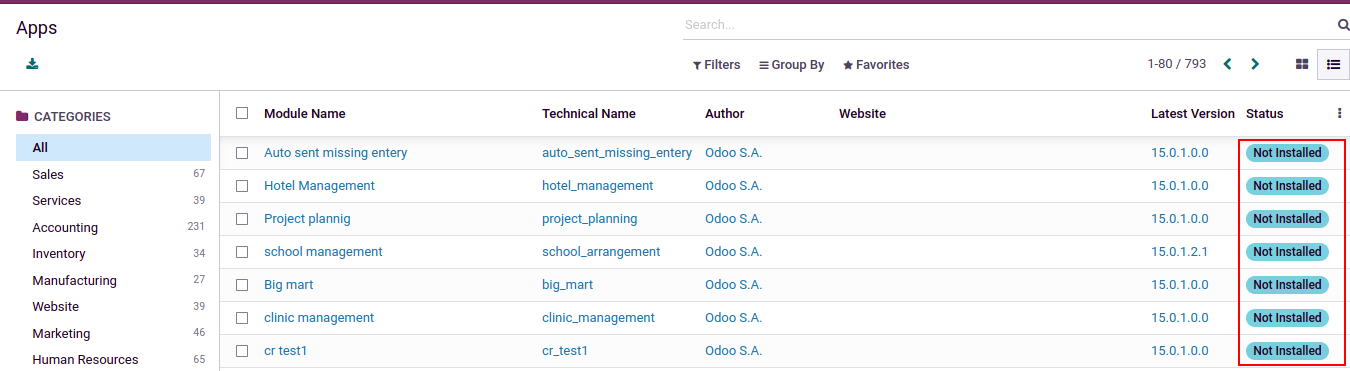 Apps
Search...
Filters Group By Favorites 1-80 / 793
CATEGORIES
All
Sales 67
Services 39
Accounting 231
Inventory 34
Manufacturing 27
Website 39
Marketing 46
Human Resources 65
Module Name Technical Name Author Website Latest Version Status
Auto sent missing entery auto_sent_missing_entery Odoo S.A. 15.0.1.0.0 Not Installed
Hotel Management hotel_management Odoo S.A. 15.0.1.0.0 Not Installed
Project plannig project_planning Odoo S.A. 15.0.1.0.0 Not Installed
school management school_arrangement Odoo S.A. 15.0.1.2.1 Not Installed
Big mart big_mart Odoo S.A. 15.0.1.0.0 Not Installed
clinic management clinic_management Odoo S.A. 15.0.1.0.0 Not Installed
cr test1 cr_test1 Odoo S.A. 15.0.1.0.0 Not Installed